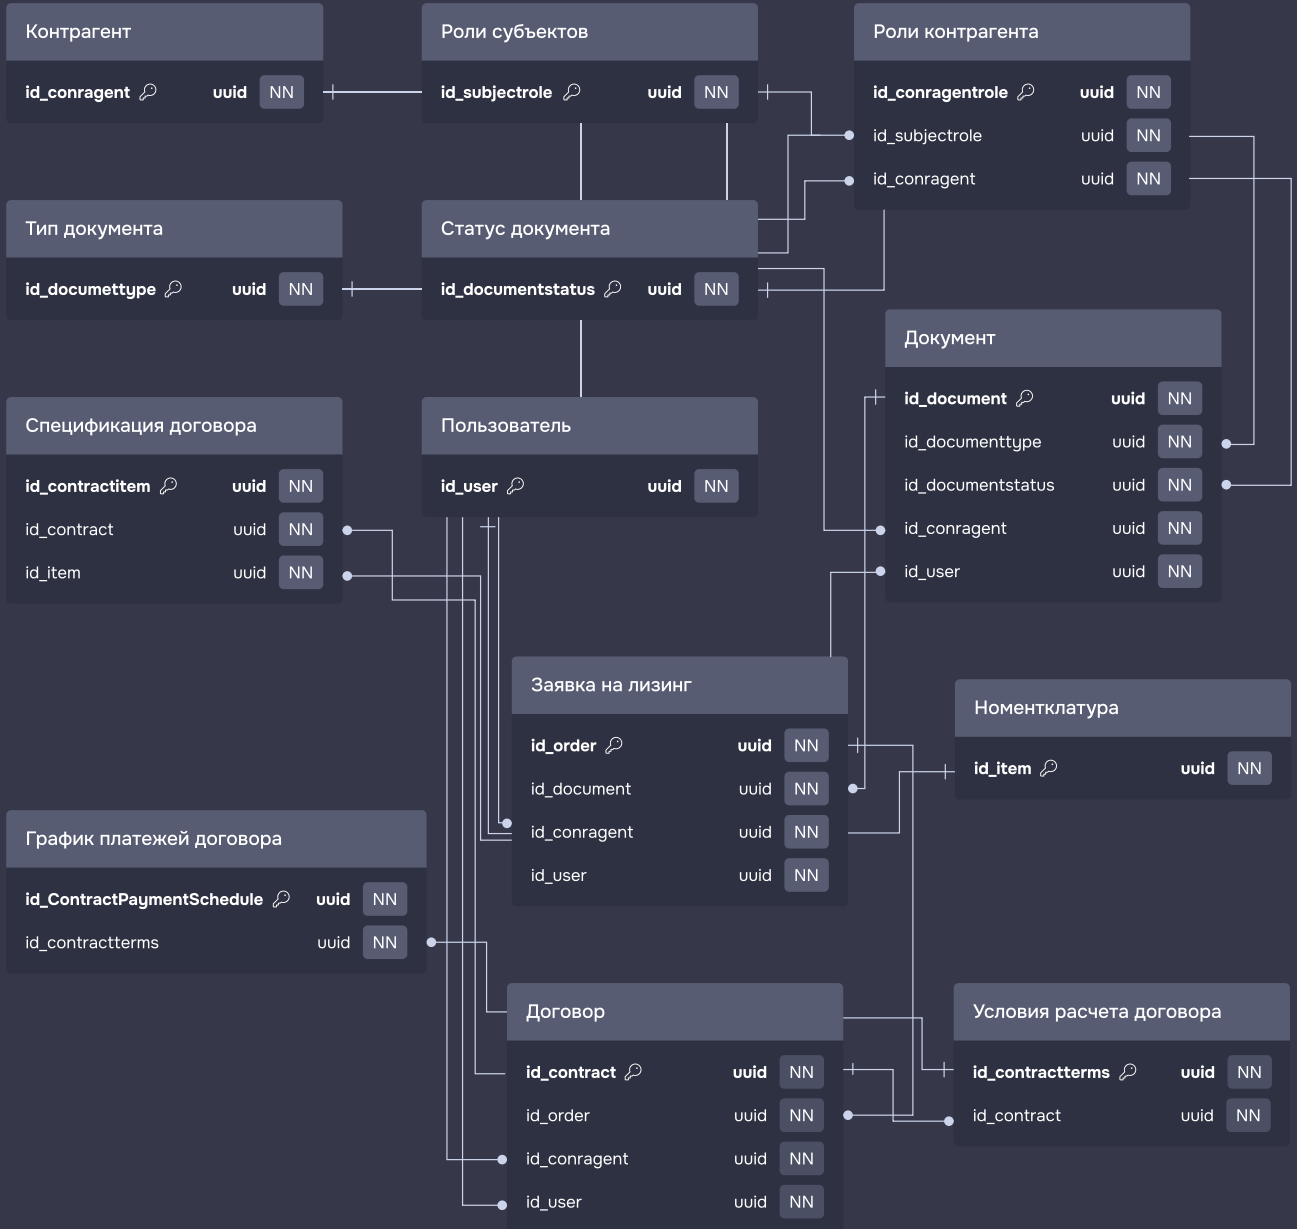 Контрагент
id_conragent uuid NN
Роли субъектов
id_subjectrole uuid NN
Роли контрагента
id_conragentrole uuid NN
id_subjectrole uuid NN
id_conragent uuid NN
Тип документа
id_documettype uuid NN
Статус документа
id_documentstatus uuid NN
Документ
id_document uuid NN
id_documenttype uuid NN
id_documentstatus uuid NN
id_conragent uuid NN
id_user uuid NN
Спецификация договора
id_contractitem uuid NN
id_contract uuid NN
id_item uuid NN
Пользователь
id_user uuid NN
Заявка на лизинг
id_order uuid NN
id_document uuid NN
id_conragent uuid NN
id_user uuid NN
Номентклатура
id_item uuid NN
График платежей договора
id_ContractPaymentSchedule uuid NN
id_contractterms uuid NN
Договор
id_contract uuid NN
id_order uuid NN
id_conragent uuid NN
id_user uuid NN
Условия расчета договора
id_contractterms uuid NN
id_contract uuid NN